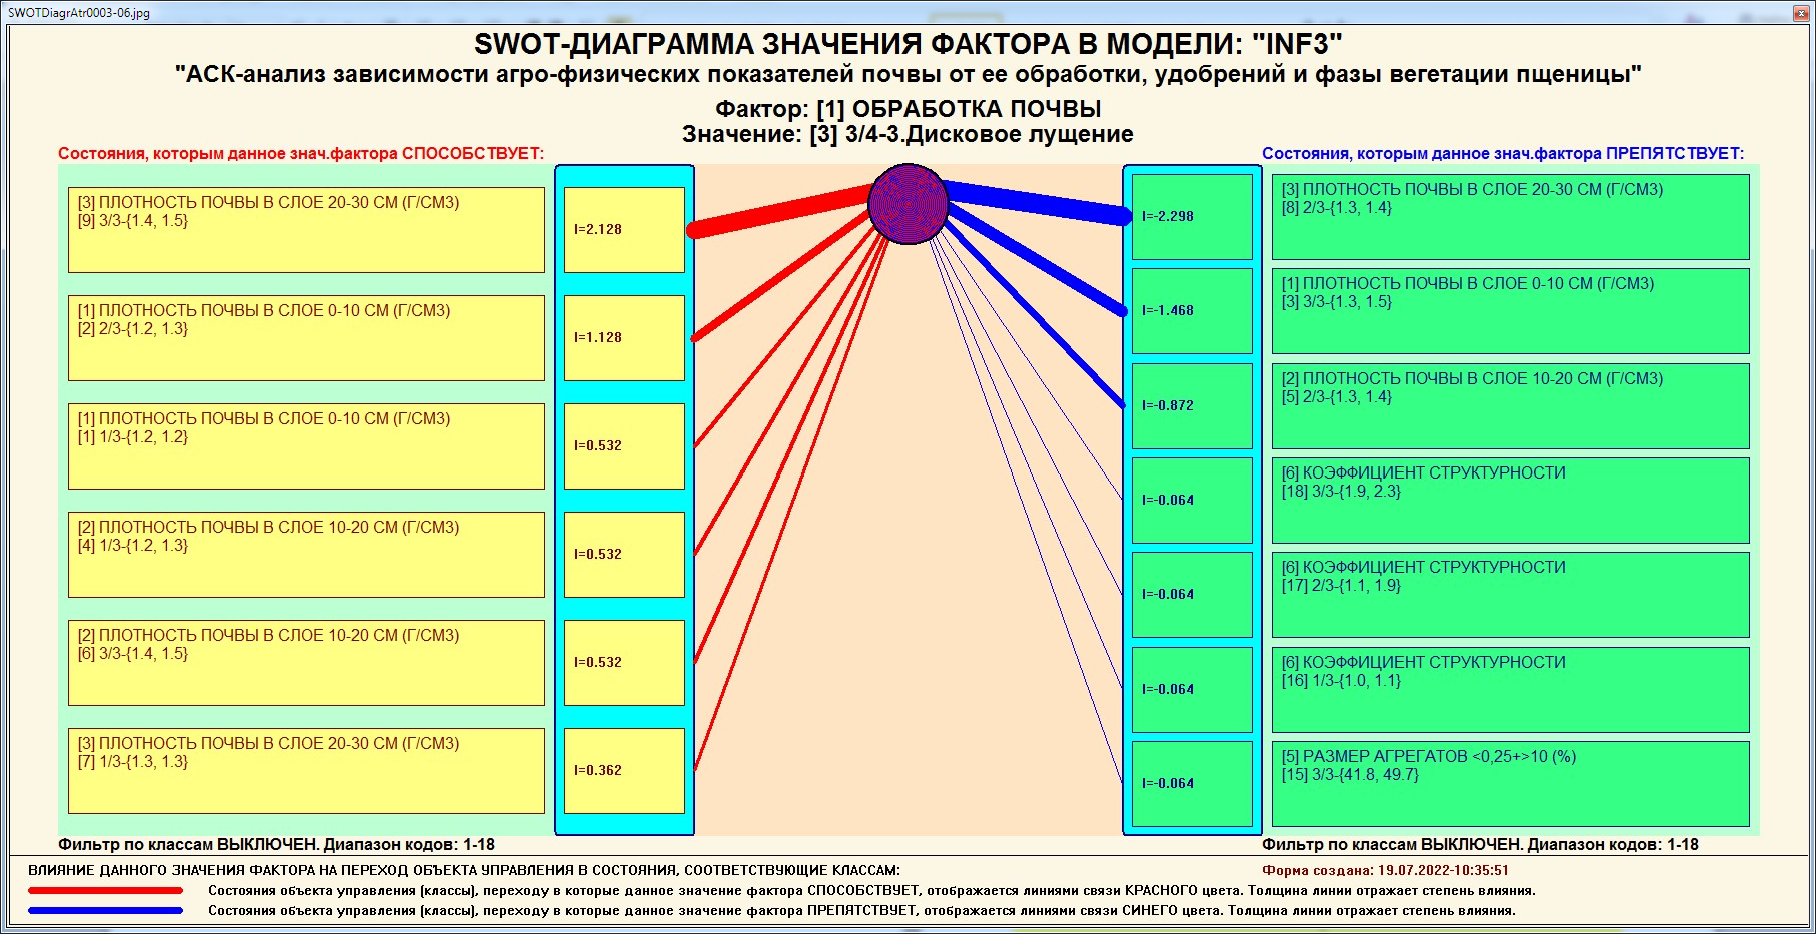 SWOTDiagrAtr0003-06.jpg
SWOT-ДИАГРАММА ЗНАЧЕНИЯ ФАКТОРА В МОДЕЛИ: "INF3"
"АСК-анализ зависимости агро-физических показателей почвы от ее обработки, удобрений и фазы вегетации пщеницы"
Фактор: [1] ОБРАБОТКА ПОЧВЫ
Значение: [3] 3/4-3.Дисковое лущение
Состояния, которым данное знач.фактора СПОСОБСТВУЕТ:
[3] ПЛОТНОСТЬ ПОЧВЫ В СЛОЕ 20-30 СМ (Г/СМ3)
[9] 3/3-{1.4, 1.5}
I=2.128
[1] ПЛОТНОСТЬ ПОЧВЫ В СЛОЕ 0-10 СМ (Г/СМ3)
[2] 2/3-{1.2, 1.3}
I=1.128
[1] ПЛОТНОСТЬ ПОЧВЫ В СЛОЕ 0-10 СМ (Г/СМ3)
[1] 1/3-{1.2, 1.2}
I=0.532
[2] ПЛОТНОСТЬ ПОЧВЫ В СЛОЕ 10-20 СМ (Г/СМ3)
[4] 1/3-{1.2, 1.3}
I=0.532
[2] ПЛОТНОСТЬ ПОЧВЫ В СЛОЕ 10-20 СМ (Г/СМ3)
[6] 3/3-{1.4, 1.5}
I=0.532
[3] ПЛОТНОСТЬ ПОЧВЫ В СЛОЕ 20-30 СМ (Г/СМ3)
[7] 1/3-{1.3, 1.3}
I=0.362
Фильтр по классам ВЫКЛЮЧЕН. Диапазон кодов: 1-18
Состояния, которым данное знач.фактора ПРЕПЯТСТВУЕТ:
I=-2.298
[3] ПЛОТНОСТЬ ПОЧВЫ В СЛОЕ 20-30 СМ (Г/СМ3)
[8] 2/3-{1.3, 1.4}
I=-1.468
[1] ПЛОТНОСТЬ ПОЧВЫ В СЛОЕ 0-10 СМ (Г/СМ3)
[3] 3/3-{1.3, 1.5}
I=-0.872
[2] ПЛОТНОСТЬ ПОЧВЫ В СЛОЕ 10-20 СМ (Г/СМ3)
[5] 2/3-{1.3, 1.4}
I=-0.064
[6] КОЭФФИЦИЕНТ СТРУКТУРНОСТИ
[18] 3/3-{1.9, 2.3}
I=-0.064
[6] КОЭФФИЦИЕНТ СТРУКТУРНОСТИ
[17] 2/3-{1.1, 1.9}
I=-0.064
[6] КОЭФФИЦИЕНТ СТРУКТУРНОСТИ
[16] 1/3-{1.0, 1.1}
I=-0.064
[5] РАЗМЕР АГРЕГАТОВ <0,25+>10 (%)
[15] 3/3-{41.8, 49.7}
Фильтр по классам ВЫКЛЮЧЕН. Диапазон кодов: 1-18
ВЛИЯНИЕ ДАННОГО ЗНАЧЕНИЯ ФАКТОРА НА ПЕРЕХОД ОБЪЕКТА УПРАВЛЕНИЯ В СОСТОЯНИЯ, СООТВЕТСТВУЮЩИЕ КЛАССАМ:
Форма создана: 19.07.2022-10:35:51
Состояния объекта управления (классы), переходу в которые данное значение фактора СПОСОБСТВУЕТ, отображается линиями связи КРАСНОГО цвета. Толщина линии отражает степень влияния.
Состояния объекта управления (классы), переходу в которые данное значение фактора ПРЕПЯТСТВУЕТ, отображается линиями связи СИНЕГО цвета. Толщина линии отражает степень влияния.